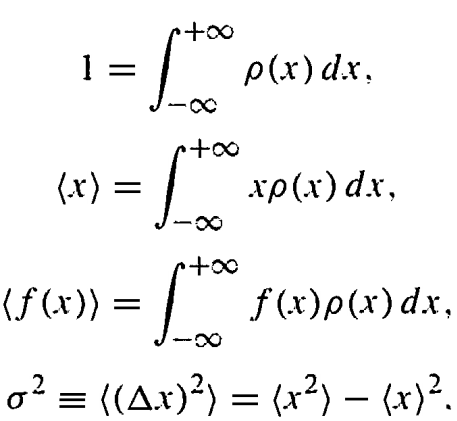 1 = ∫_{−∞}^{+∞} ρ(x) dx,
⟨x⟩ = ∫_{−∞}^{+∞} xρ(x) dx,
⟨f(x)⟩ = ∫_{−∞}^{+∞} f(x)ρ(x) dx,
σ² ≡ ⟨(Δx)²⟩ = ⟨x²⟩ − ⟨x⟩².